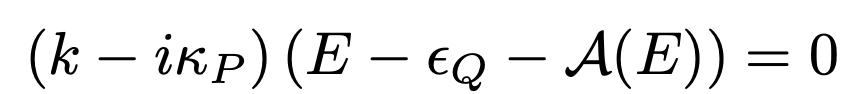 (k − iκ_P) (E − ϵ_Q − 𝒜(E)) = 0